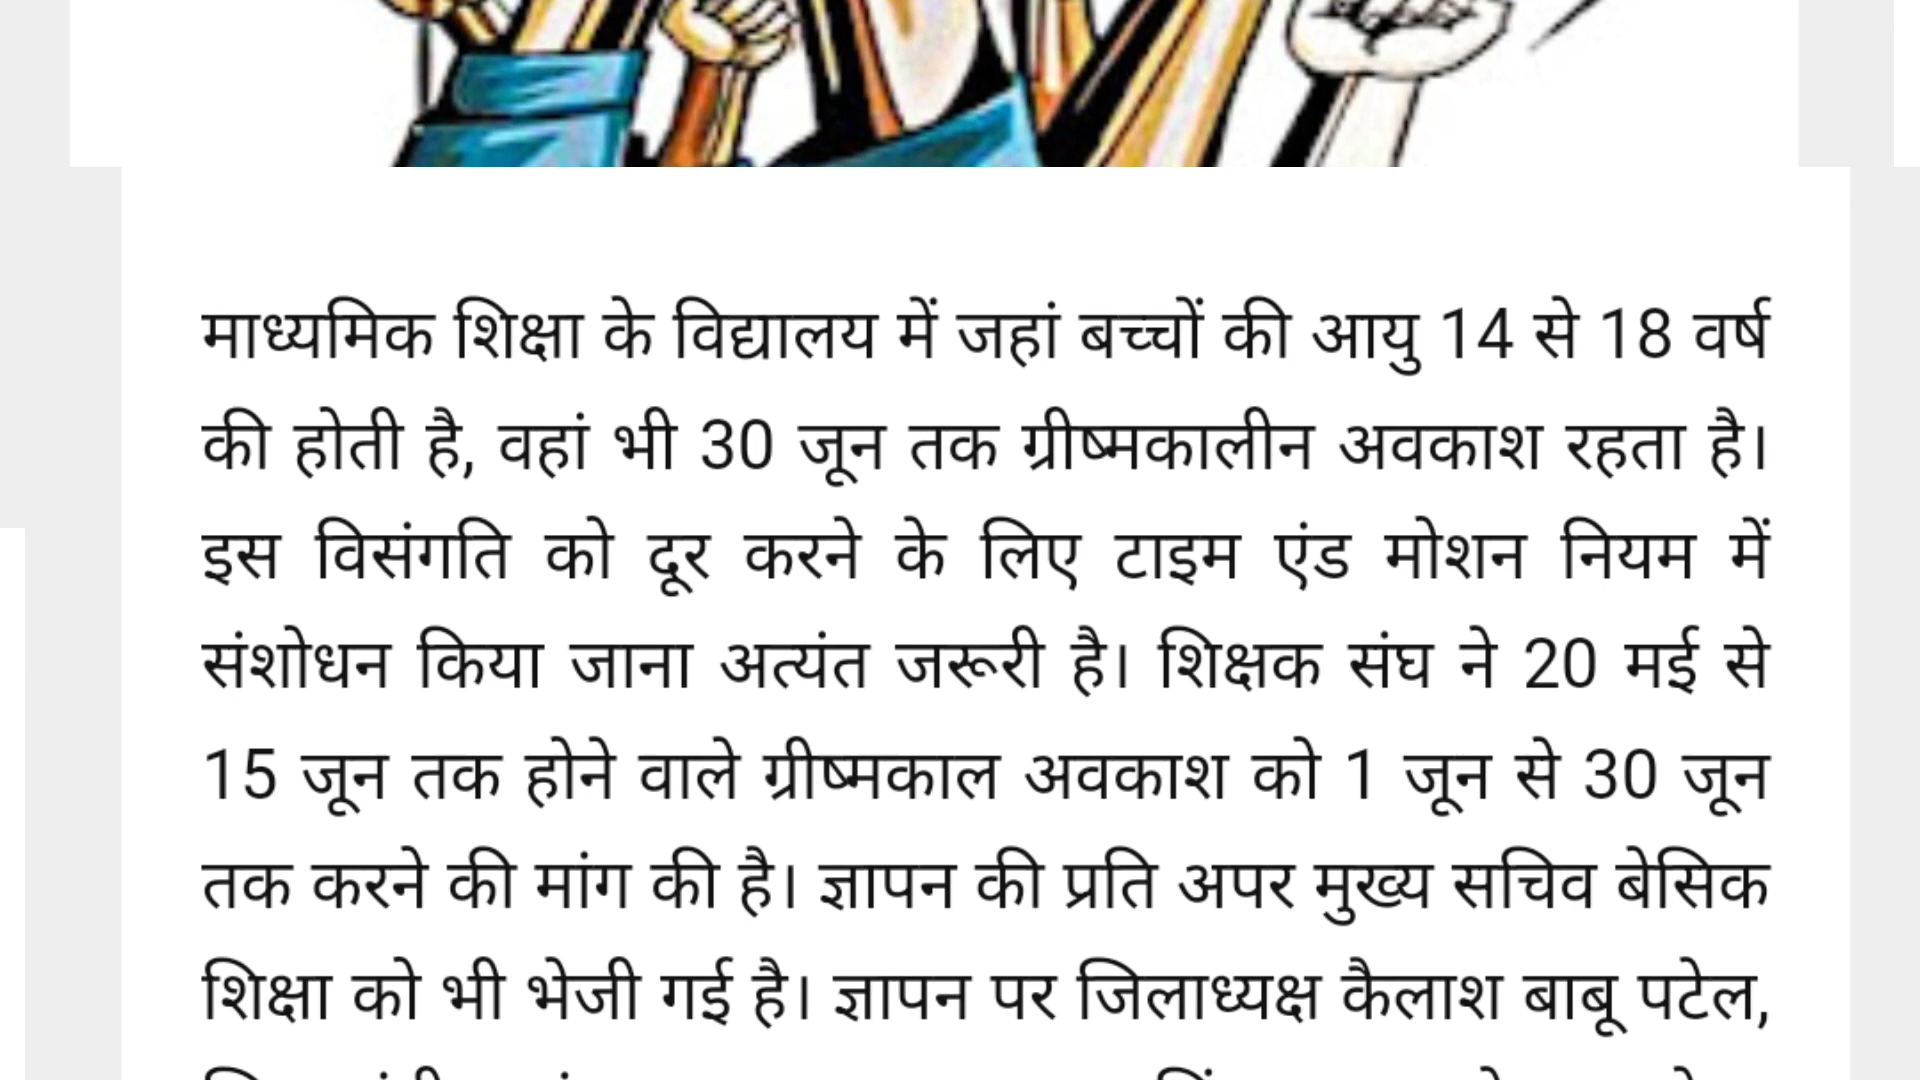 माध्यमिक शिक्षा के विद्यालय में जहां बच्चों की आयु 14 से 18 वर्ष
की होती है, वहां भी 30 जून तक ग्रीष्मकालीन अवकाश रहता है।
इस विसंगति को दूर करने के लिए टाइम एंड मोशन नियम में
संशोधन किया जाना अत्यंत जरूरी है। शिक्षक संघ ने 20 मई से
15 जून तक होने वाले ग्रीष्मकाल अवकाश को 1 जून से 30 जून
तक करने की मांग की है। ज्ञापन की प्रति अपर मुख्य सचिव बेसिक
शिक्षा को भी भेजी गई है। ज्ञापन पर जिलाध्यक्ष कैलाश बाबू पटेल,